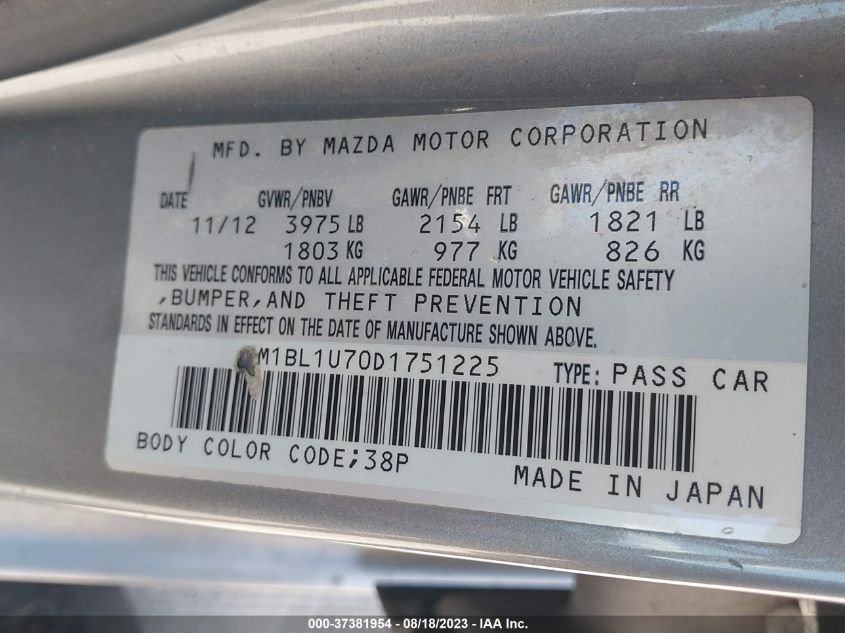 MFD. BY MAZDA MOTOR CORPORATION
DATE GVWR/PNBV GAWR/PNBE FRT GAWR/PNBE RR
11/12 3975 LB 2154 LB 1821 LB
1803 KG 977 KG 826 KG
THIS VEHICLE CONFORMS TO ALL APPLICABLE FEDERAL MOTOR VEHICLE SAFETY
,BUMPER,AND THEFT PREVENTION
STANDARDS IN EFFECT ON THE DATE OF MANUFACTURE SHOWN ABOVE.
M1BL1U70D1751225 TYPE: PASS CAR
BODY COLOR CODE;38P
MADE IN JAPAN
000-37381954 - 08/18/2023 - IAA Inc.